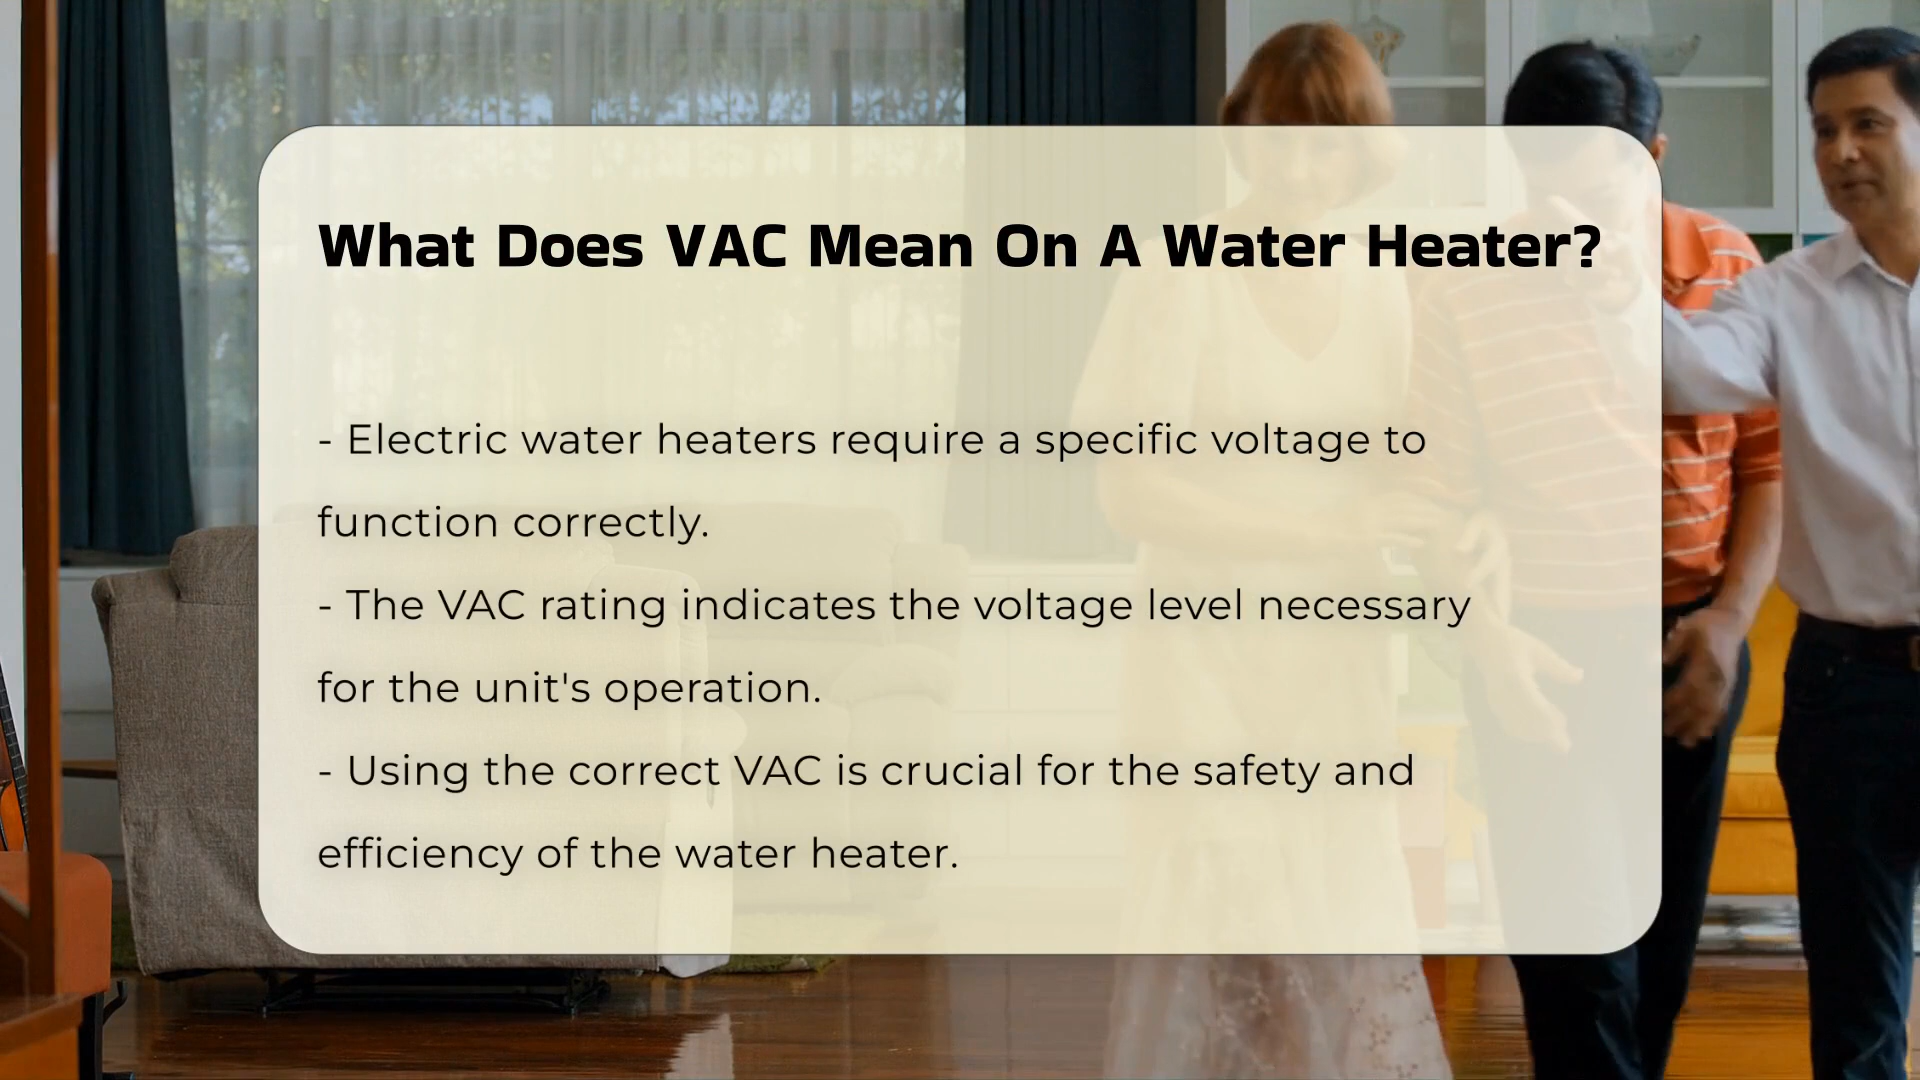 What Does VAC Mean On A Water Heater?
- Electric water heaters require a specific voltage to
function correctly.
- The VAC rating indicates the voltage level necessary
for the unit's operation.
- Using the correct VAC is crucial for the safety and
efficiency of the water heater.